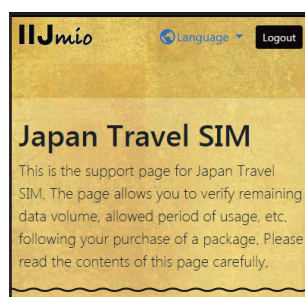 IIJmio
Language
Logout
Japan Travel SIM
This is the support page for Japan Travel
SIM. The page allows you to verify remaining
data volume, allowed period of usage, etc.
following your purchase of a package. Please
read the contents of this page carefully.